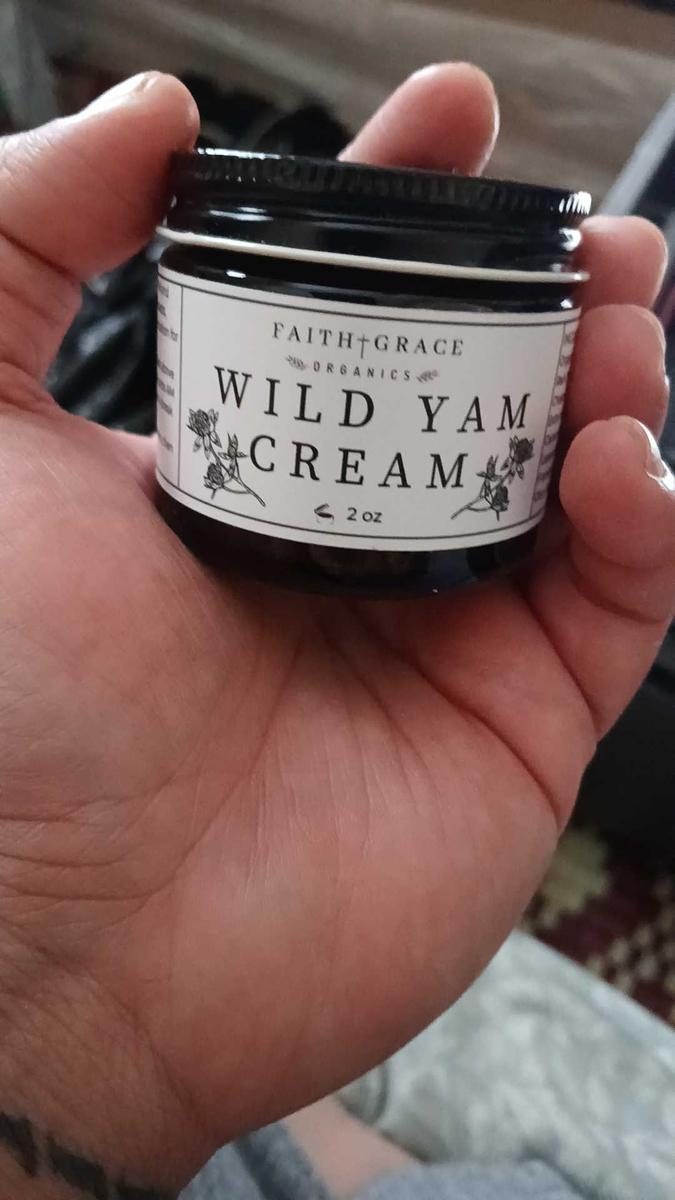 FAITH†GRACE
ORGANICS
WILD YAM
CREAM
2 oz